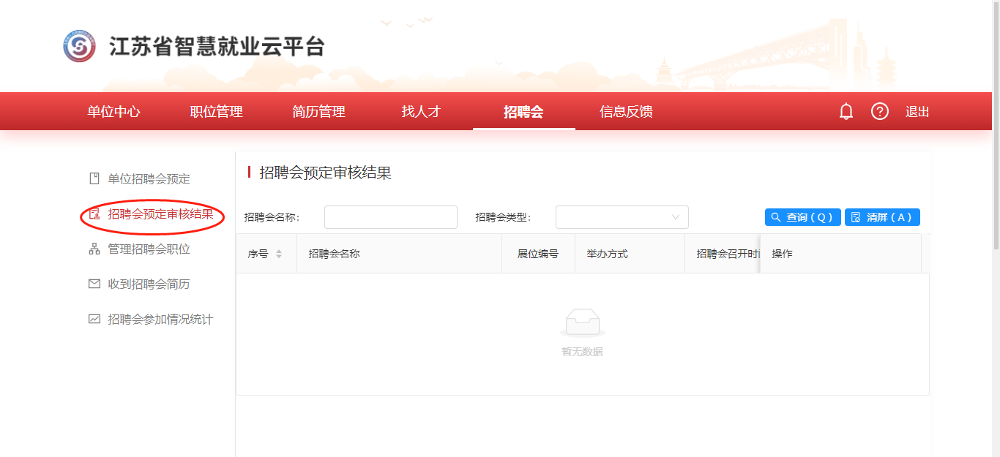 江苏省智慧就业云平台
单位中心 职位管理 简历管理 找人才 招聘会 信息反馈 退出
单位招聘会预定
招聘会预定审核结果
管理招聘会职位
收到招聘会简历
招聘会参加情况统计
招聘会预定审核结果
招聘会名称: 招聘会类型: 查询 ( Q ) 清屏 ( A )
序号 招聘会名称 展位编号 举办方式 招聘会召开时 操作
暂无数据